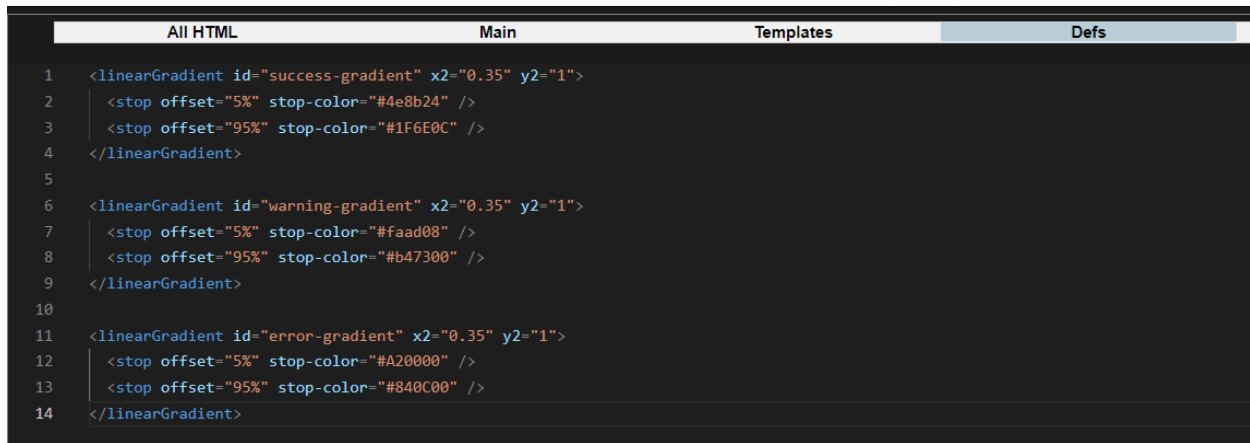 All HTML Main Templates Defs
1 <linearGradient id="success-gradient" x2="0.35" y2="1">
2 <stop offset="5%" stop-color="#4e8b24" />
3 <stop offset="95%" stop-color="#1F6E0C" />
4 </linearGradient>
5
6 <linearGradient id="warning-gradient" x2="0.35" y2="1">
7 <stop offset="5%" stop-color="#faad08" />
8 <stop offset="95%" stop-color="#b47300" />
9 </linearGradient>
10
11 <linearGradient id="error-gradient" x2="0.35" y2="1">
12 <stop offset="5%" stop-color="#A20000" />
13 <stop offset="95%" stop-color="#840C00" />
14 </linearGradient>